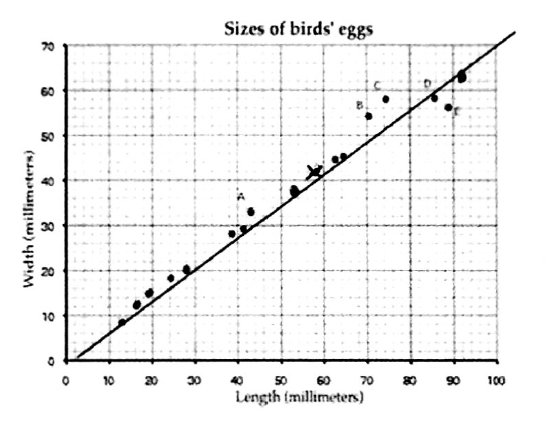 Sizes of birds' eggs
70
60
50
40
30
20
10
0
A
B
C
D
E
Width (millimeters)
0 10 20 30 40 50 60 70 80 90 100
Length (millimeters)